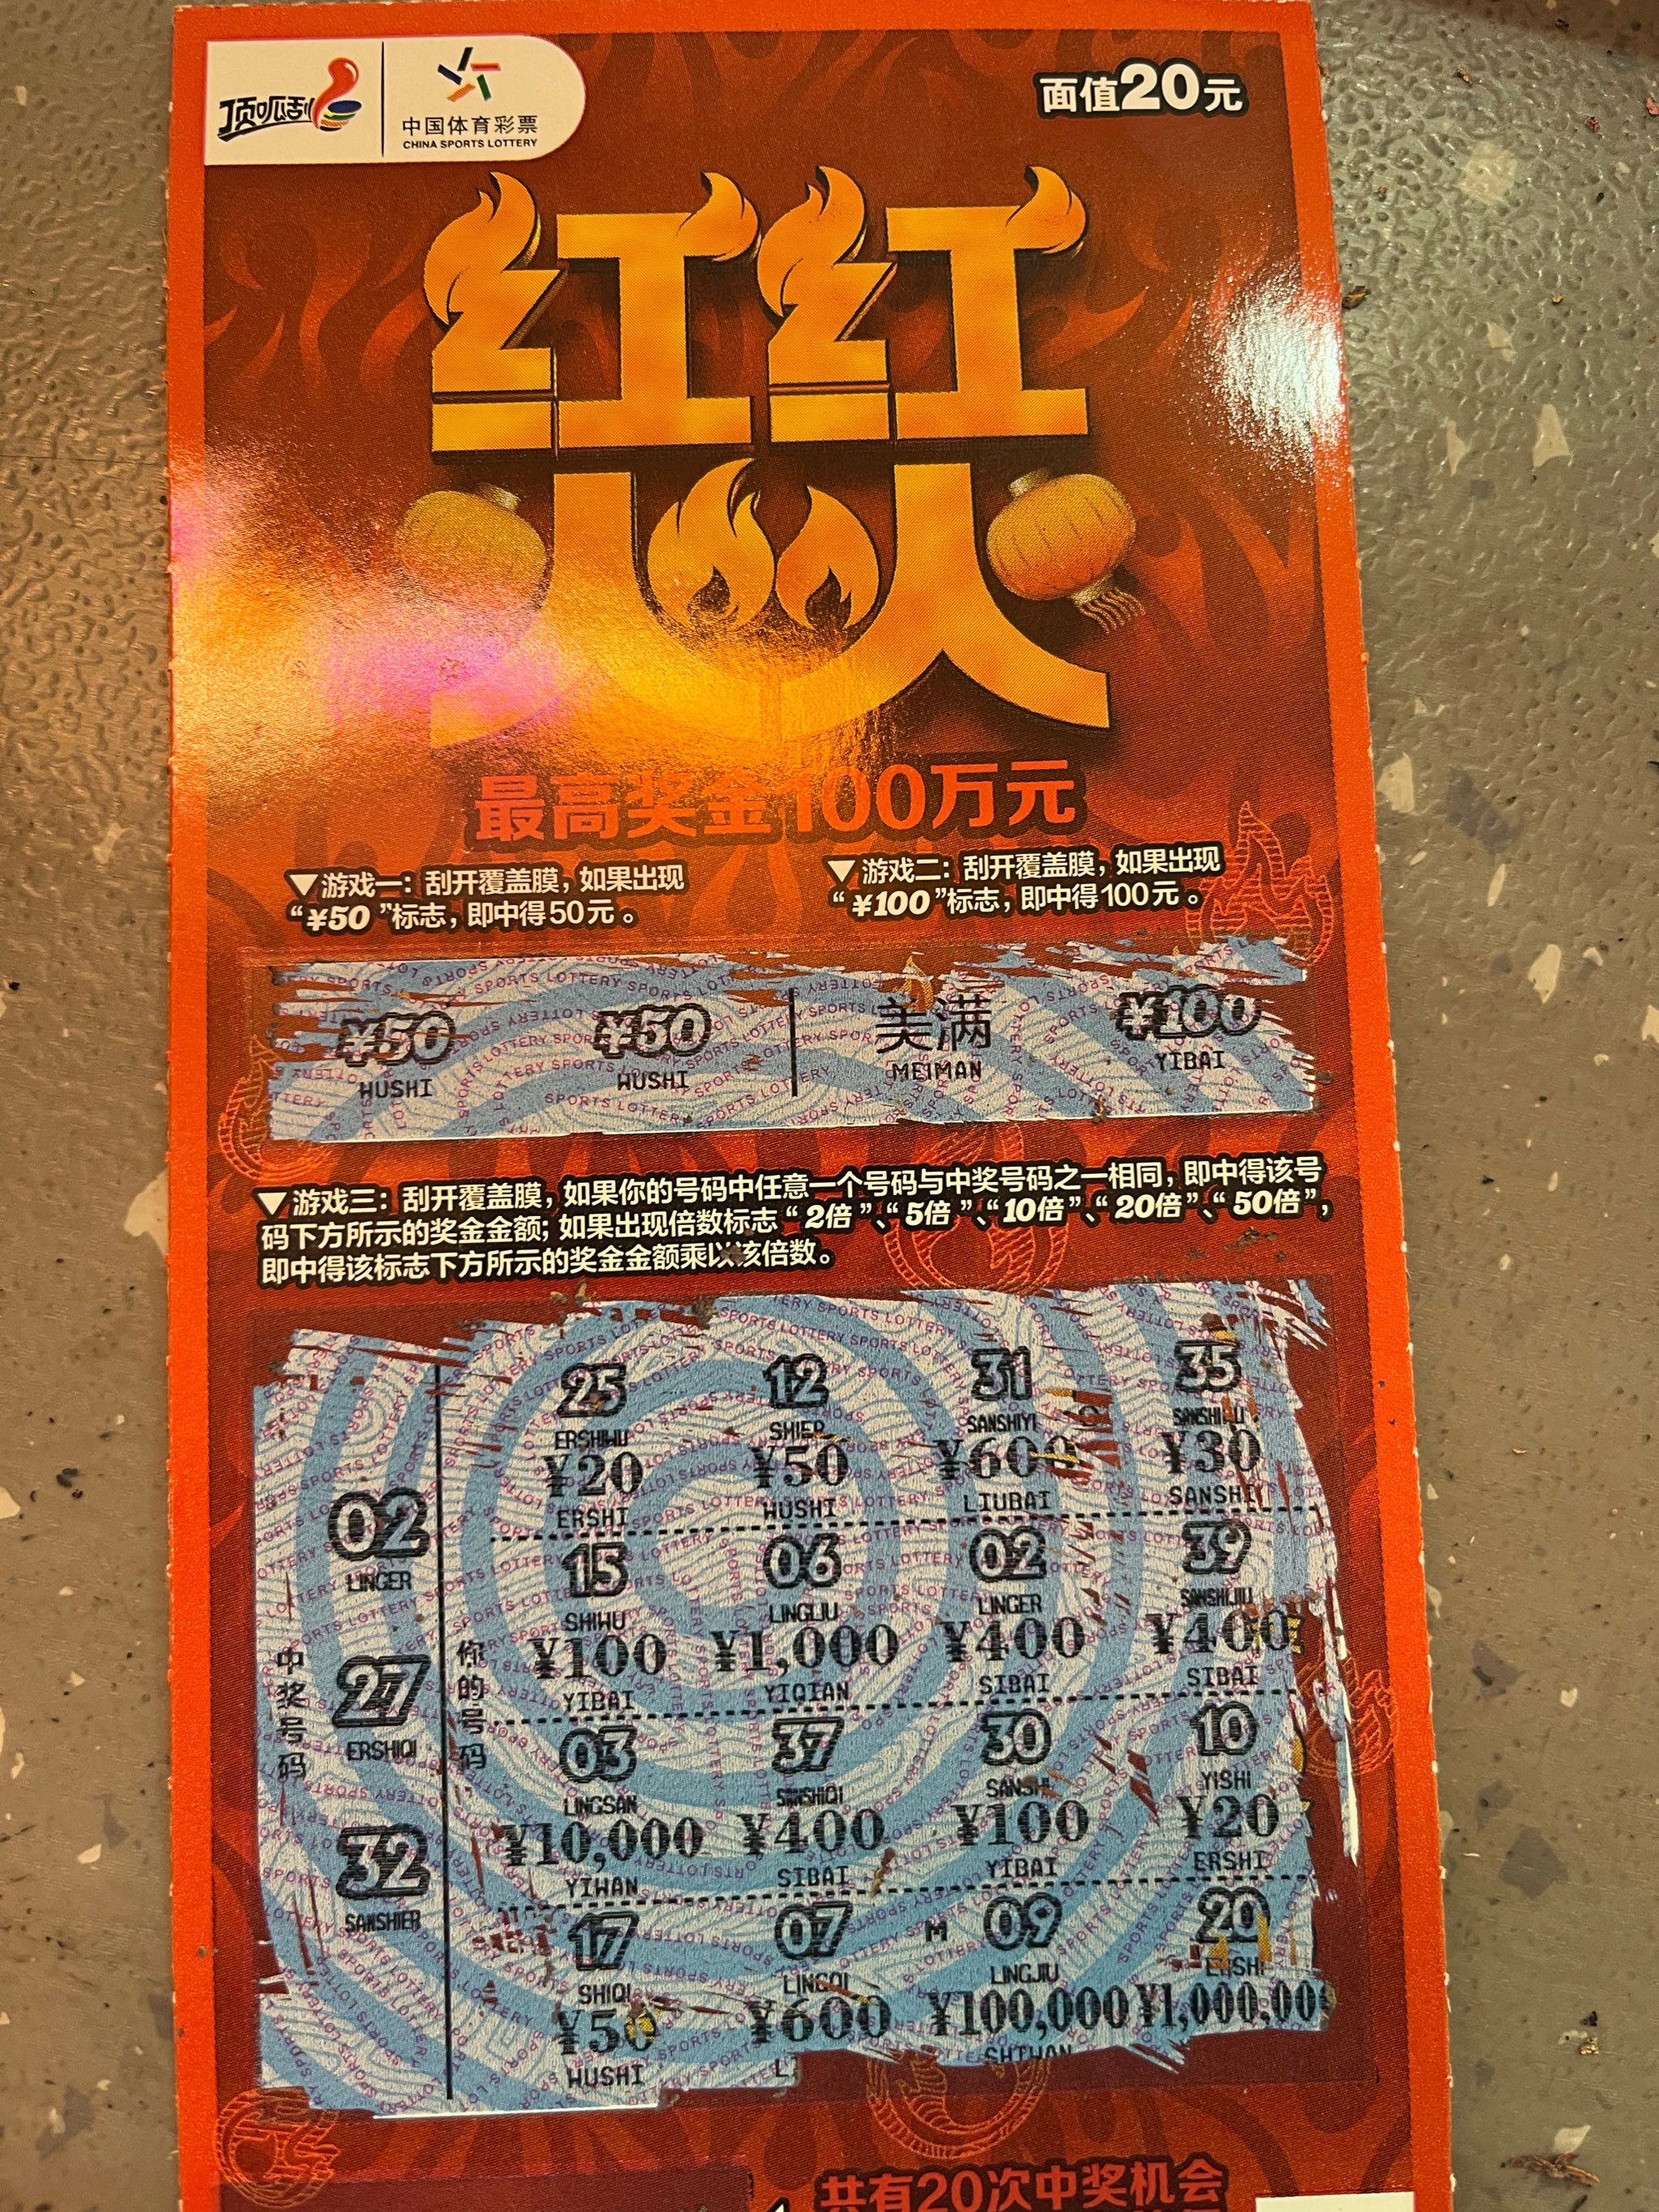 顶呱刮
中国体育彩票
CHINA SPORTS LOTTERY
面值20元
红红火火
最高奖金100万元
▼游戏一：刮开覆盖膜，如果出现
“¥50”标志，即中得50元。
▼游戏二：刮开覆盖膜，如果出现
“¥100”标志，即中得100元。
¥50 ¥50 美满 ¥100
WUSHI WUSHI MEIMAN YIBAI
▼游戏三：刮开覆盖膜，如果你的号码中任意一个号码与中奖号码之一相同，即中得该号
码下方所示的奖金金额；如果出现倍数标志“2倍”、“5倍”、“10倍”、“20倍”、“50倍”，
即中得该标志下方所示的奖金金额乘以该倍数。
中奖号码
02
LINGER
27
ERSHIQI
32
SANSHIER
你的号码
25 12 31 35
ERSHIWU SHIER SANSHIYI SANSHIWU
¥20 ¥50 ¥600 ¥30
ERSHI WUSHI LIUBAI SANSHI
15 06 02 39
SHIWU LINGLIU LINGER SANSHIJIU
¥100 ¥1,000 ¥400 ¥400
YIBAI YIQIAN SIBAI SIBAI
03 37 30 10
LINGSAN SANSHIQI SANSHI YISHI
¥10,000 ¥400 ¥100 ¥20
YIWAN SIBAI YIBAI ERSHI
17 07 M 09 20
SHIQI LINGQI LINGJIU ERSHI
¥50 ¥600 ¥100,000 ¥1,000,000
WUSHI LI SHIWAN
共有20次中奖机会